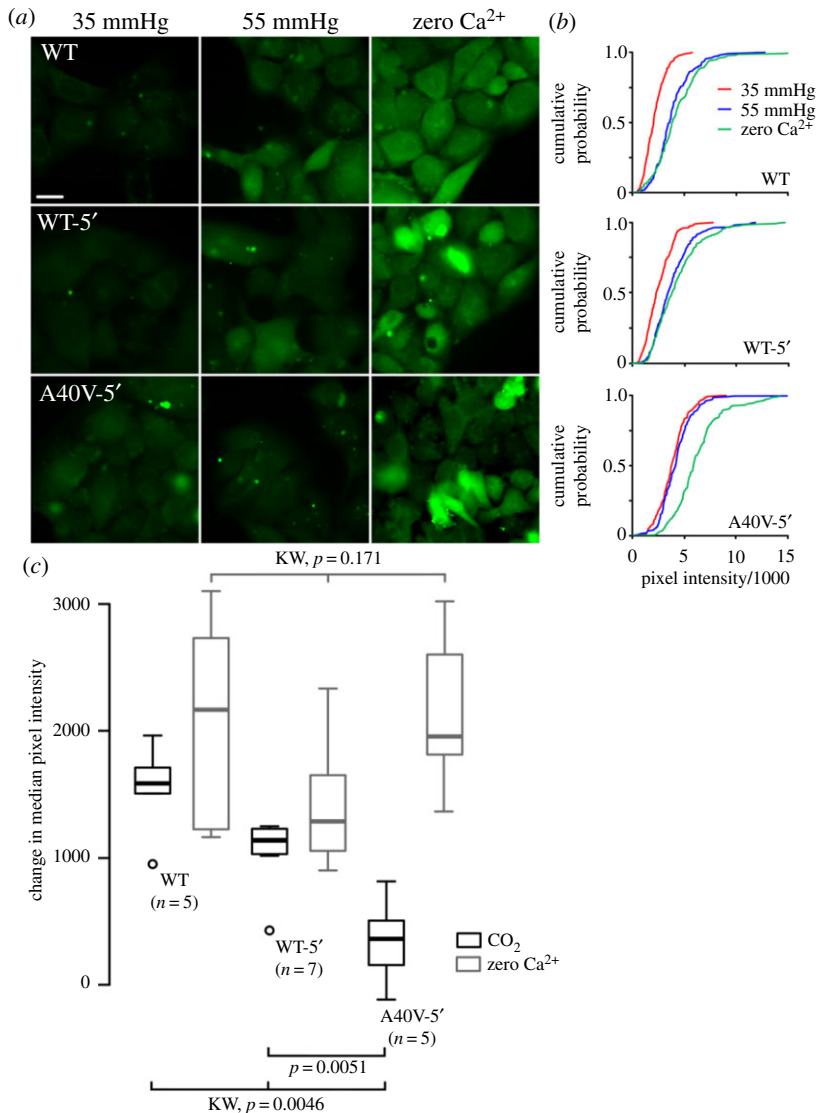 (a) 35 mmHg 55 mmHg zero Ca²⁺
WT
WT-5′
A40V-5′
(b)
1.0
0.5
0
cumulative
probability
35 mmHg
55 mmHg
zero Ca²⁺
WT
1.0
0.5
0
cumulative
probability
WT-5′
1.0
0.5
0
cumulative
probability
A40V-5′
0 5 10 15
pixel intensity/1000
(c)
KW, p = 0.171
3000
2000
1000
0
change in median pixel intensity
WT
(n = 5)
WT-5′
(n = 7)
A40V-5′
(n = 5)
CO₂
zero Ca²⁺
p = 0.0051
KW, p = 0.0046